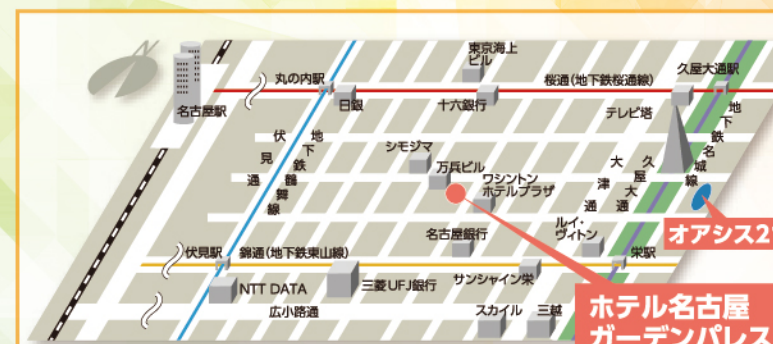 N
東京海上
ビル
丸の内駅
桜通(地下鉄桜通線)
久屋大通駅
名古屋駅
日銀
十六銀行
テレビ塔
地下鉄名城線
伏見通
地下鉄鶴舞線
シモジマ
万兵ビル
ワシントン
ホテルプラザ
大津通
久屋大通
オアシス21
名古屋銀行
ルイ・
ヴィトン
伏見駅
錦通(地下鉄東山線)
栄駅
NTT DATA
三菱UFJ銀行
サンシャイン栄
広小路通
スカイル
三越
ホテル名古屋
ガーデンパレス